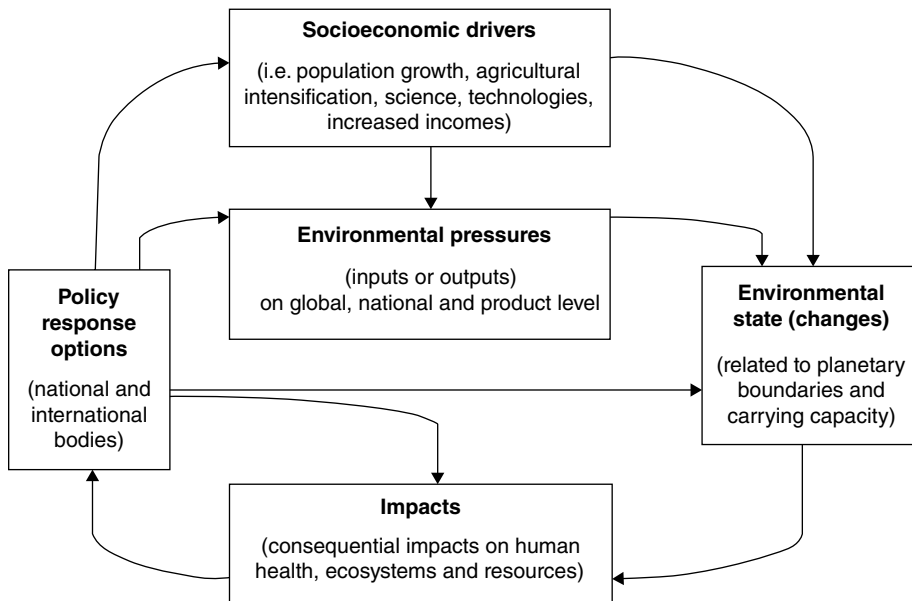 Socioeconomic drivers
(i.e. population growth, agricultural
intensification, science, technologies,
increased incomes)
Environmental pressures
(inputs or outputs)
on global, national and product level
Policy
response
options
(national and
international
bodies)
Environmental
state (changes)
(related to planetary
boundaries and
carrying capacity)
Impacts
(consequential impacts on human
health, ecosystems and resources)